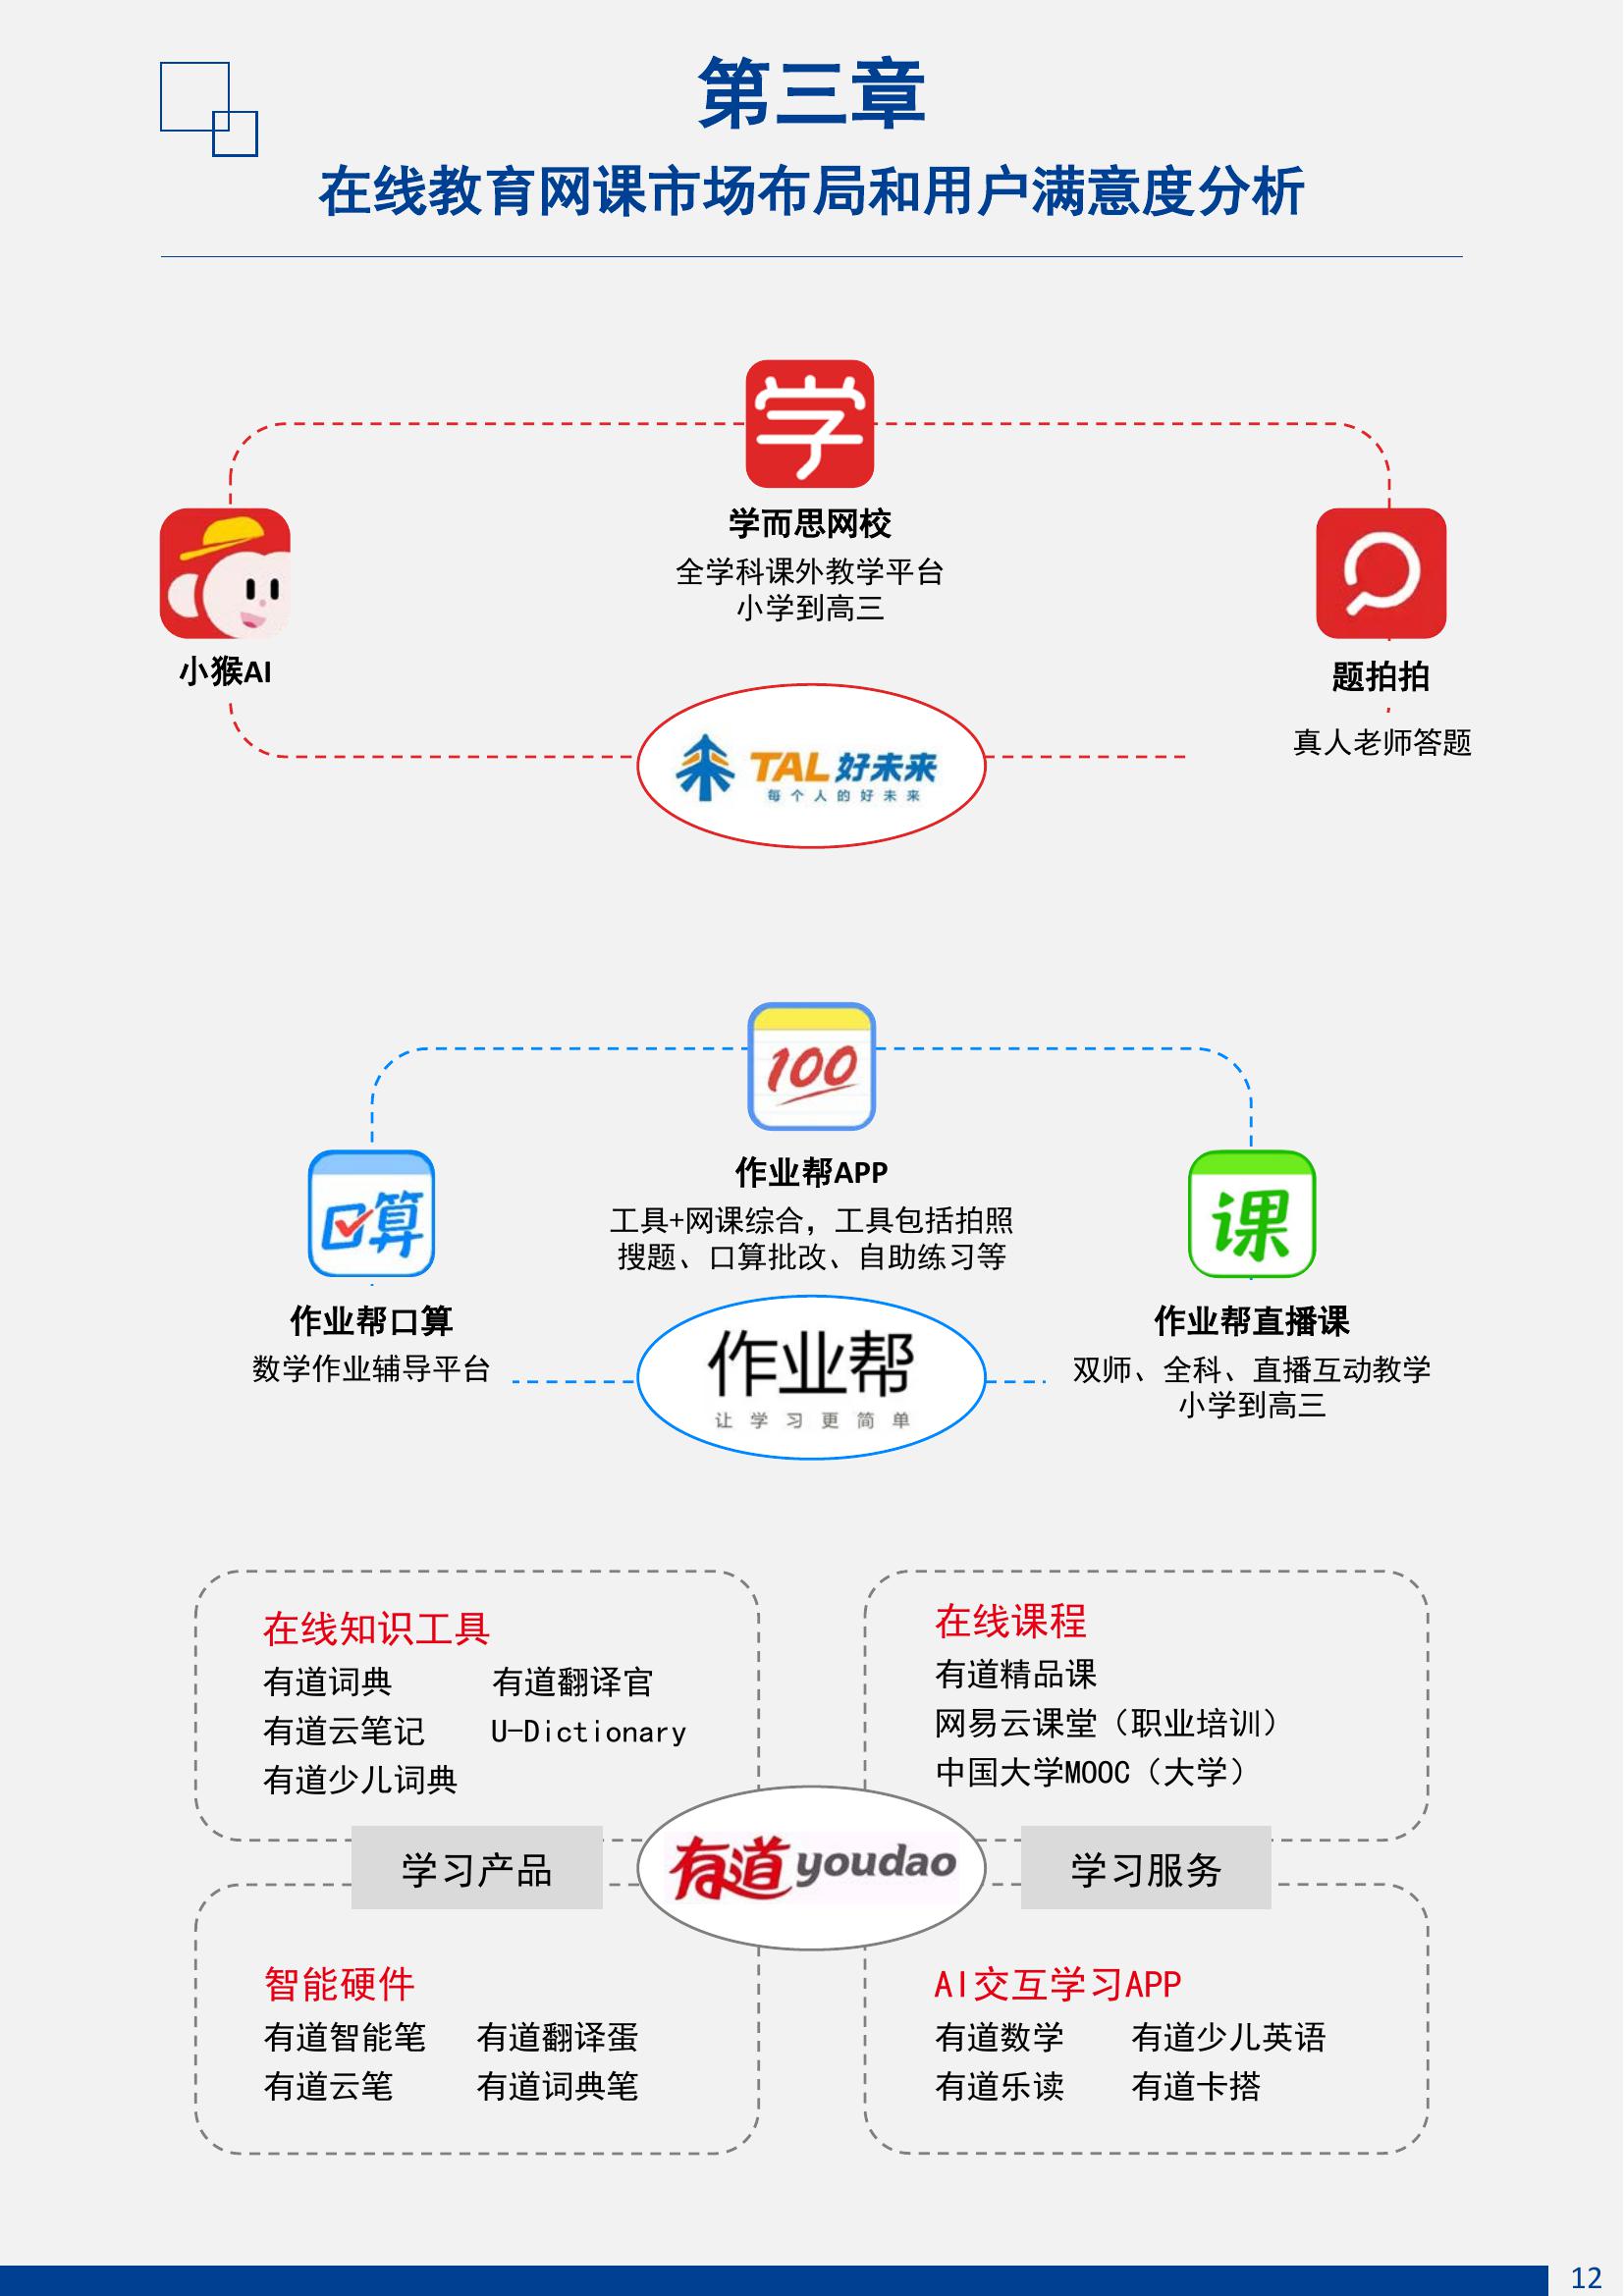 第三章
在线教育网课市场布局和用户满意度分析
学
学而思网校
全学科课外教学平台
小学到高三
小猴AI
题拍拍
真人老师答题
TAL 好未来
每个人的好未来
100
作业帮APP
工具+网课综合，工具包括拍照
搜题、口算批改、自助练习等
口算
作业帮口算
数学作业辅导平台
课
作业帮直播课
双师、全科、直播互动教学
小学到高三
作业帮
让学习更简单
在线知识工具
有道词典 有道翻译官
有道云笔记 U-Dictionary
有道少儿词典
在线课程
有道精品课
网易云课堂（职业培训）
中国大学MOOC（大学）
学习产品
有道youdao
学习服务
智能硬件
有道智能笔 有道翻译蛋
有道云笔 有道词典笔
AI交互学习APP
有道数学 有道少儿英语
有道乐读 有道卡搭
12